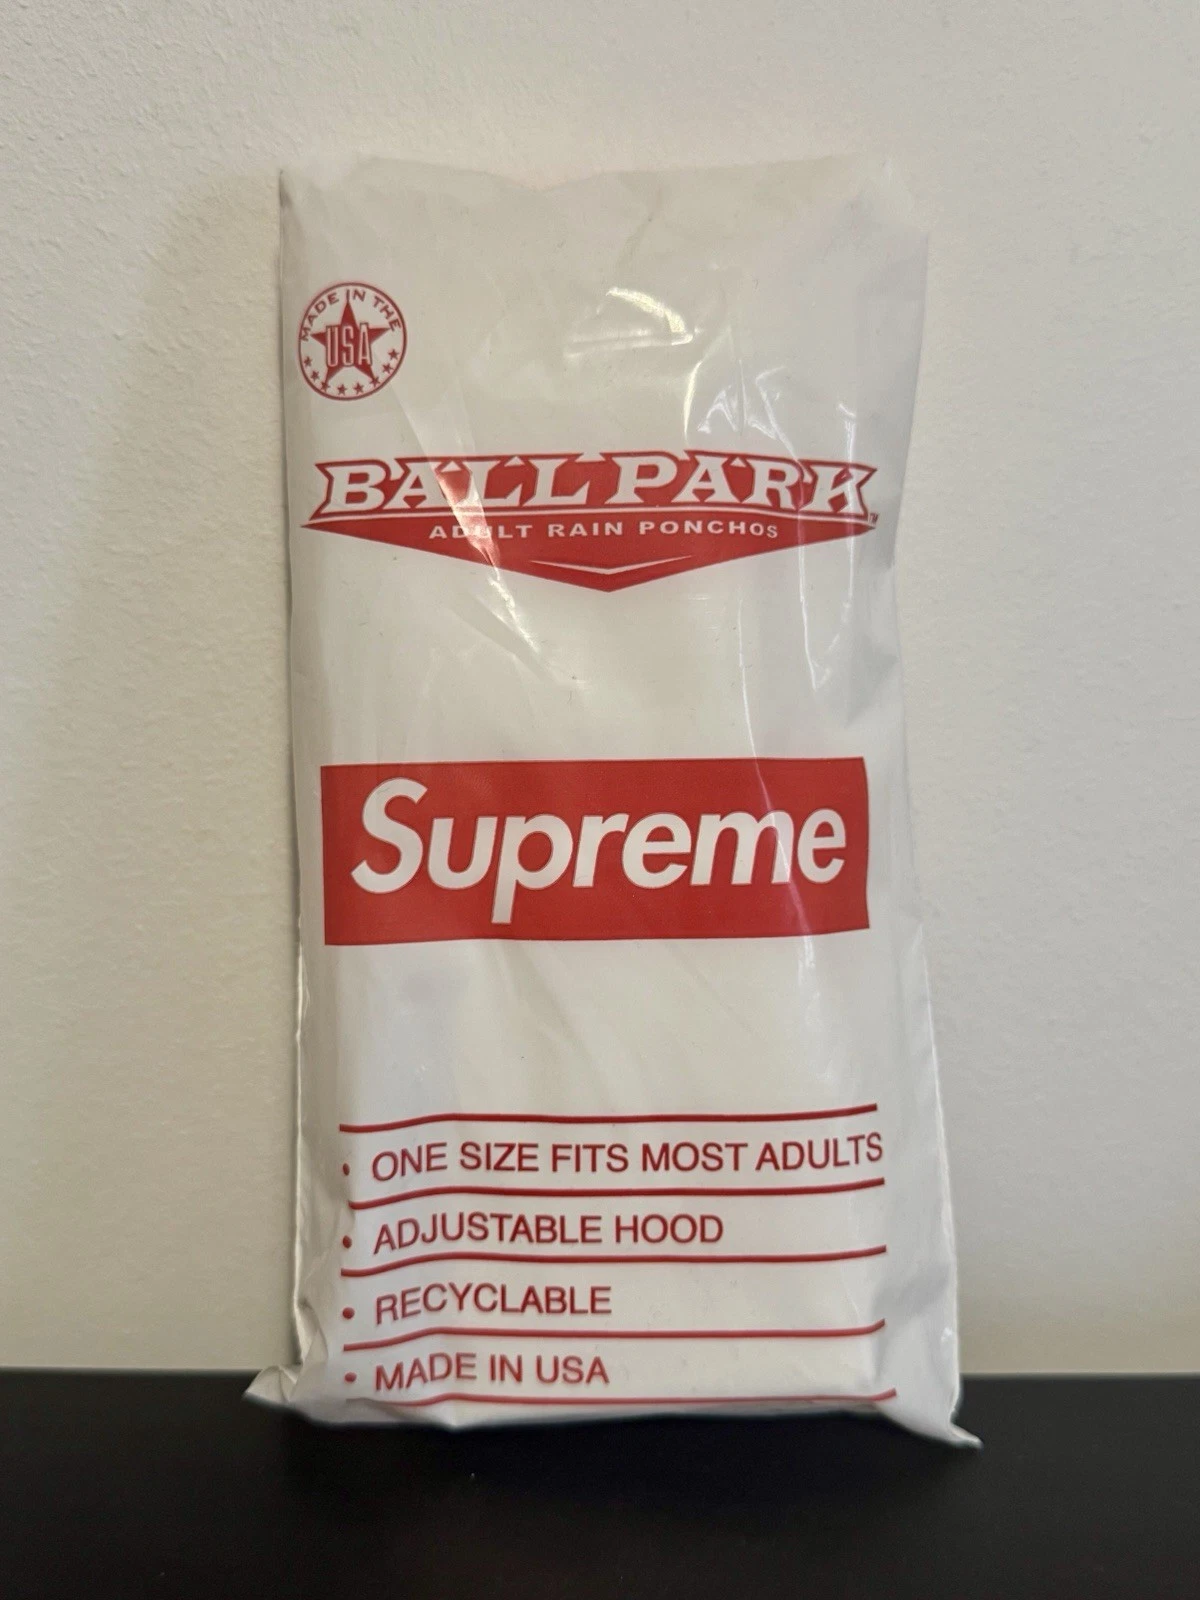 MADE IN THE
USA
BALL PARK™
ADULT RAIN PONCHOS
Supreme
• ONE SIZE FITS MOST ADULTS
• ADJUSTABLE HOOD
• RECYCLABLE
• MADE IN USA